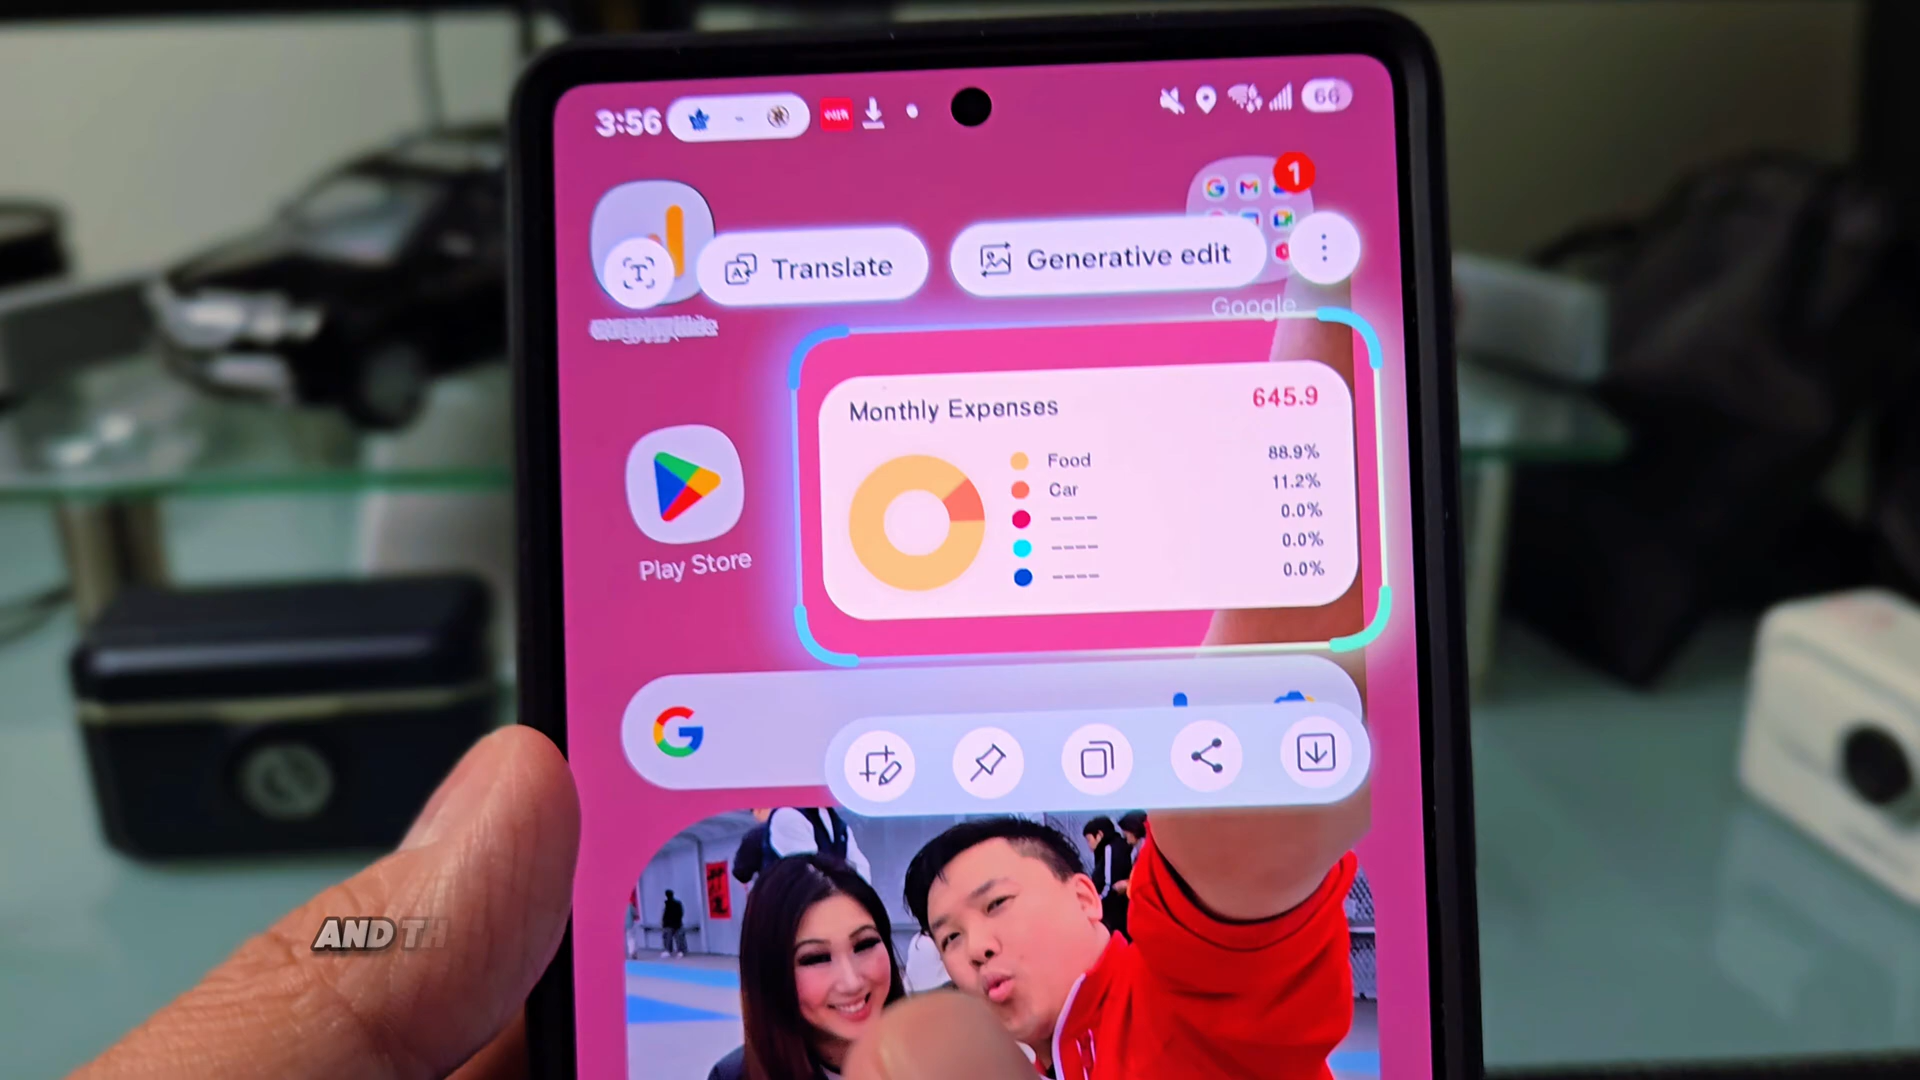 3:56
66
1
T
Translate
Generative edit
Google
Monthly Expenses
645.9
Food 88.9%
Car 11.2%
---- 0.0%
---- 0.0%
---- 0.0%
Play Store
G
AND TH